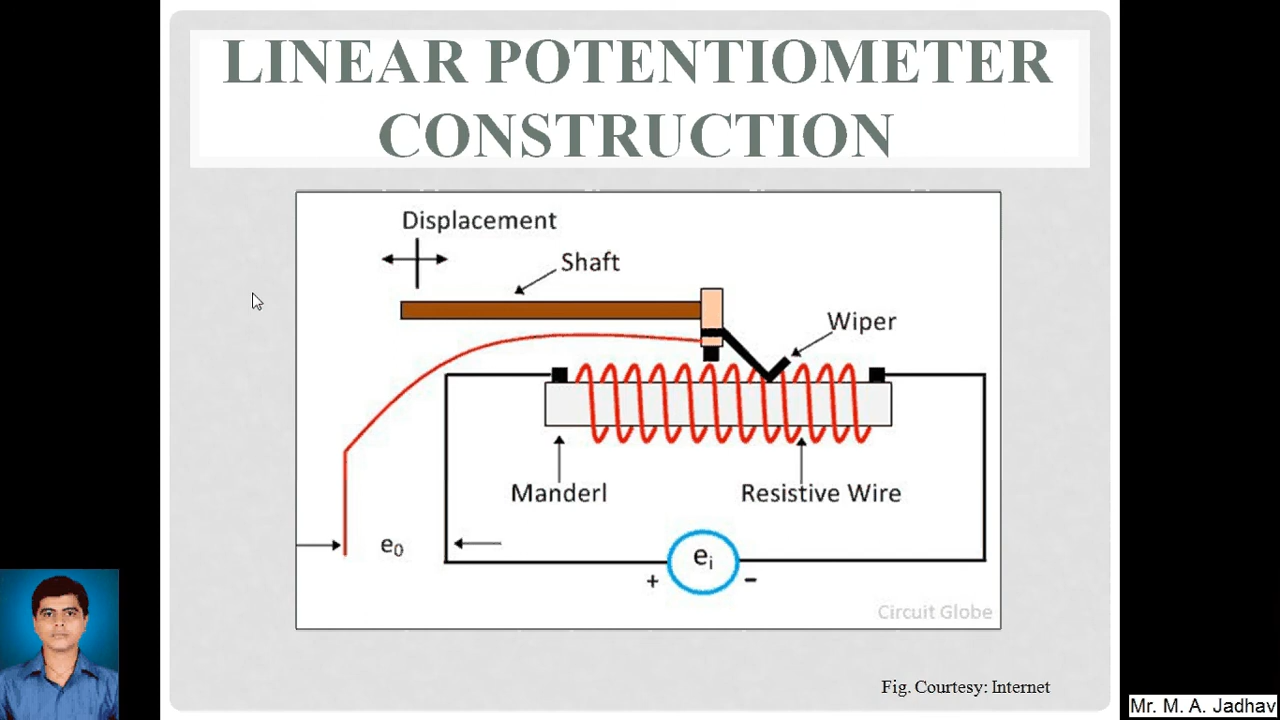 LINEAR POTENTIOMETER
CONSTRUCTION
Displacement
Shaft
Wiper
Manderl
Resistive Wire
e₀
eᵢ
+
−
Circuit Globe
Fig. Courtesy: Internet
Mr. M. A. Jadhav